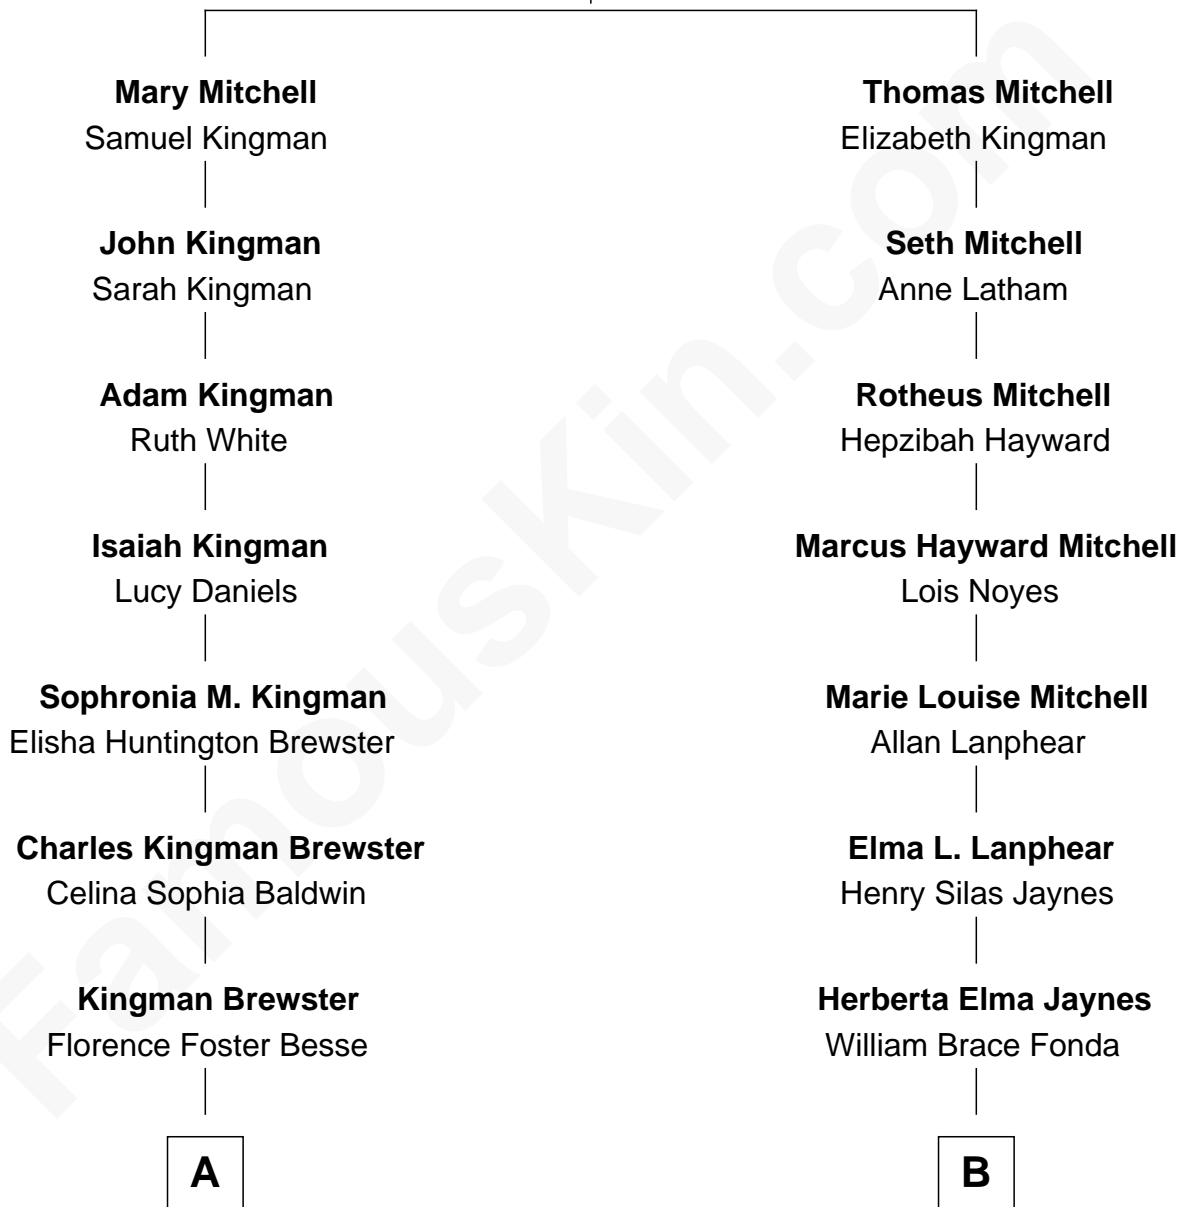 Mary Mitchell
Samuel Kingman
John Kingman
Sarah Kingman
Adam Kingman
Ruth White
Isaiah Kingman
Lucy Daniels
Sophronia M. Kingman
Elisha Huntington Brewster
Charles Kingman Brewster
Celina Sophia Baldwin
Kingman Brewster
Florence Foster Besse
A
Thomas Mitchell
Elizabeth Kingman
Seth Mitchell
Anne Latham
Rotheus Mitchell
Hepzibah Hayward
Marcus Hayward Mitchell
Lois Noyes
Marie Louise Mitchell
Allan Lanphear
Elma L. Lanphear
Henry Silas Jaynes
Herberta Elma Jaynes
William Brace Fonda
B
FamousKin.com